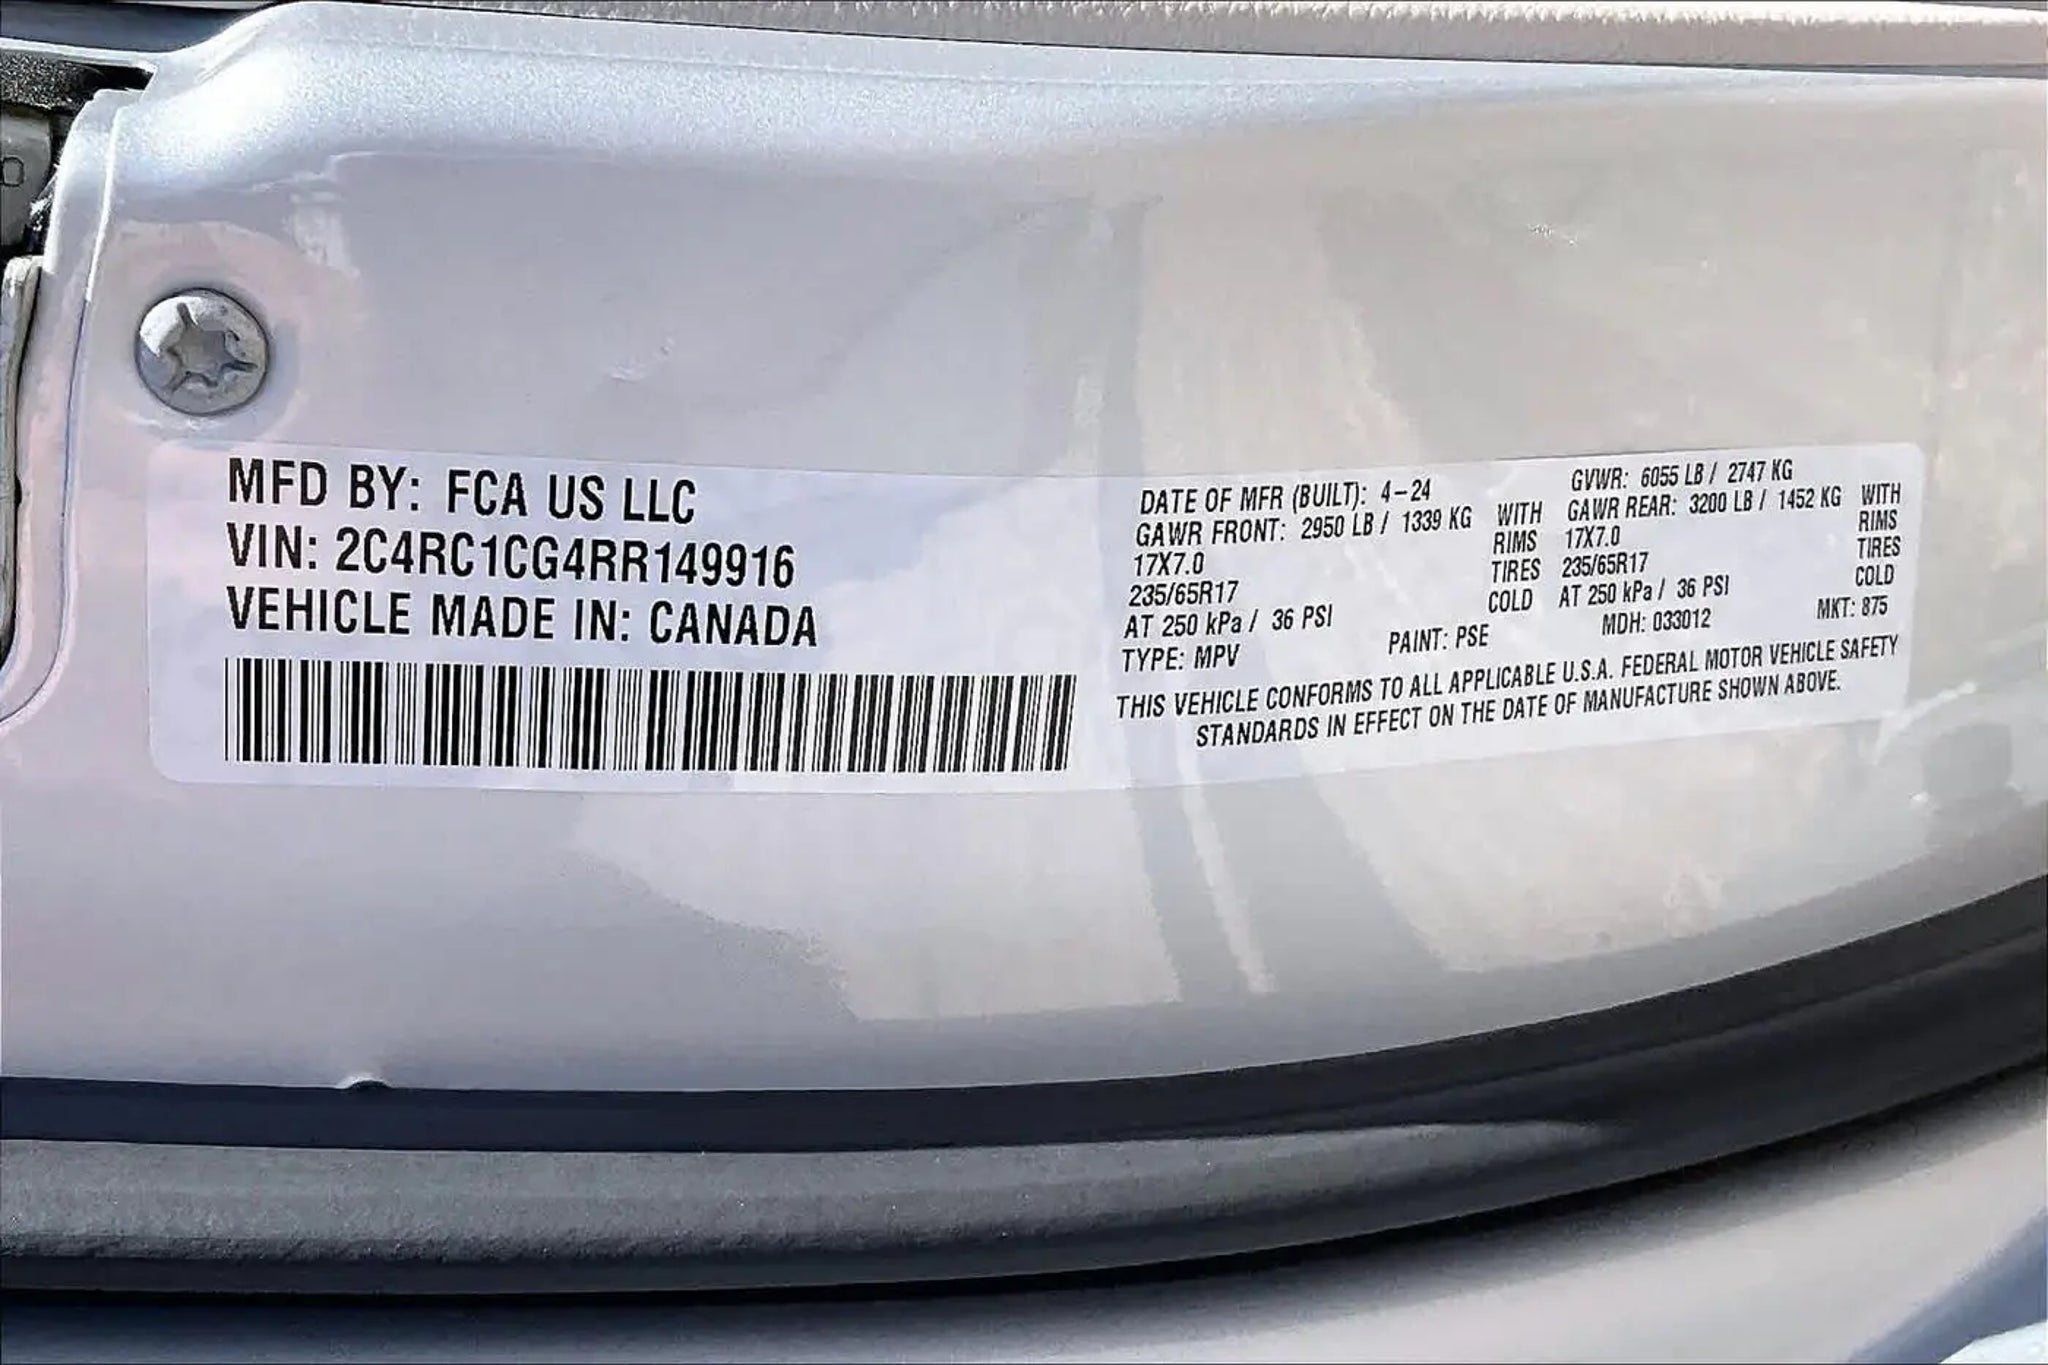 MFD BY: FCA US LLC
VIN: 2C4RC1CG4RR149916
VEHICLE MADE IN: CANADA
DATE OF MFR (BUILT): 4-24 GVWR: 6055 LB / 2747 KG
GAWR FRONT: 2950 LB / 1339 KG WITH GAWR REAR: 3200 LB / 1452 KG WITH
17X7.0 RIMS 17X7.0 RIMS
235/65R17 TIRES 235/65R17 TIRES
AT 250 kPa / 36 PSI COLD AT 250 kPa / 36 PSI COLD
TYPE: MPV PAINT: PSE MDH: 033012 MKT: 875
THIS VEHICLE CONFORMS TO ALL APPLICABLE U.S.A. FEDERAL MOTOR VEHICLE SAFETY
STANDARDS IN EFFECT ON THE DATE OF MANUFACTURE SHOWN ABOVE.